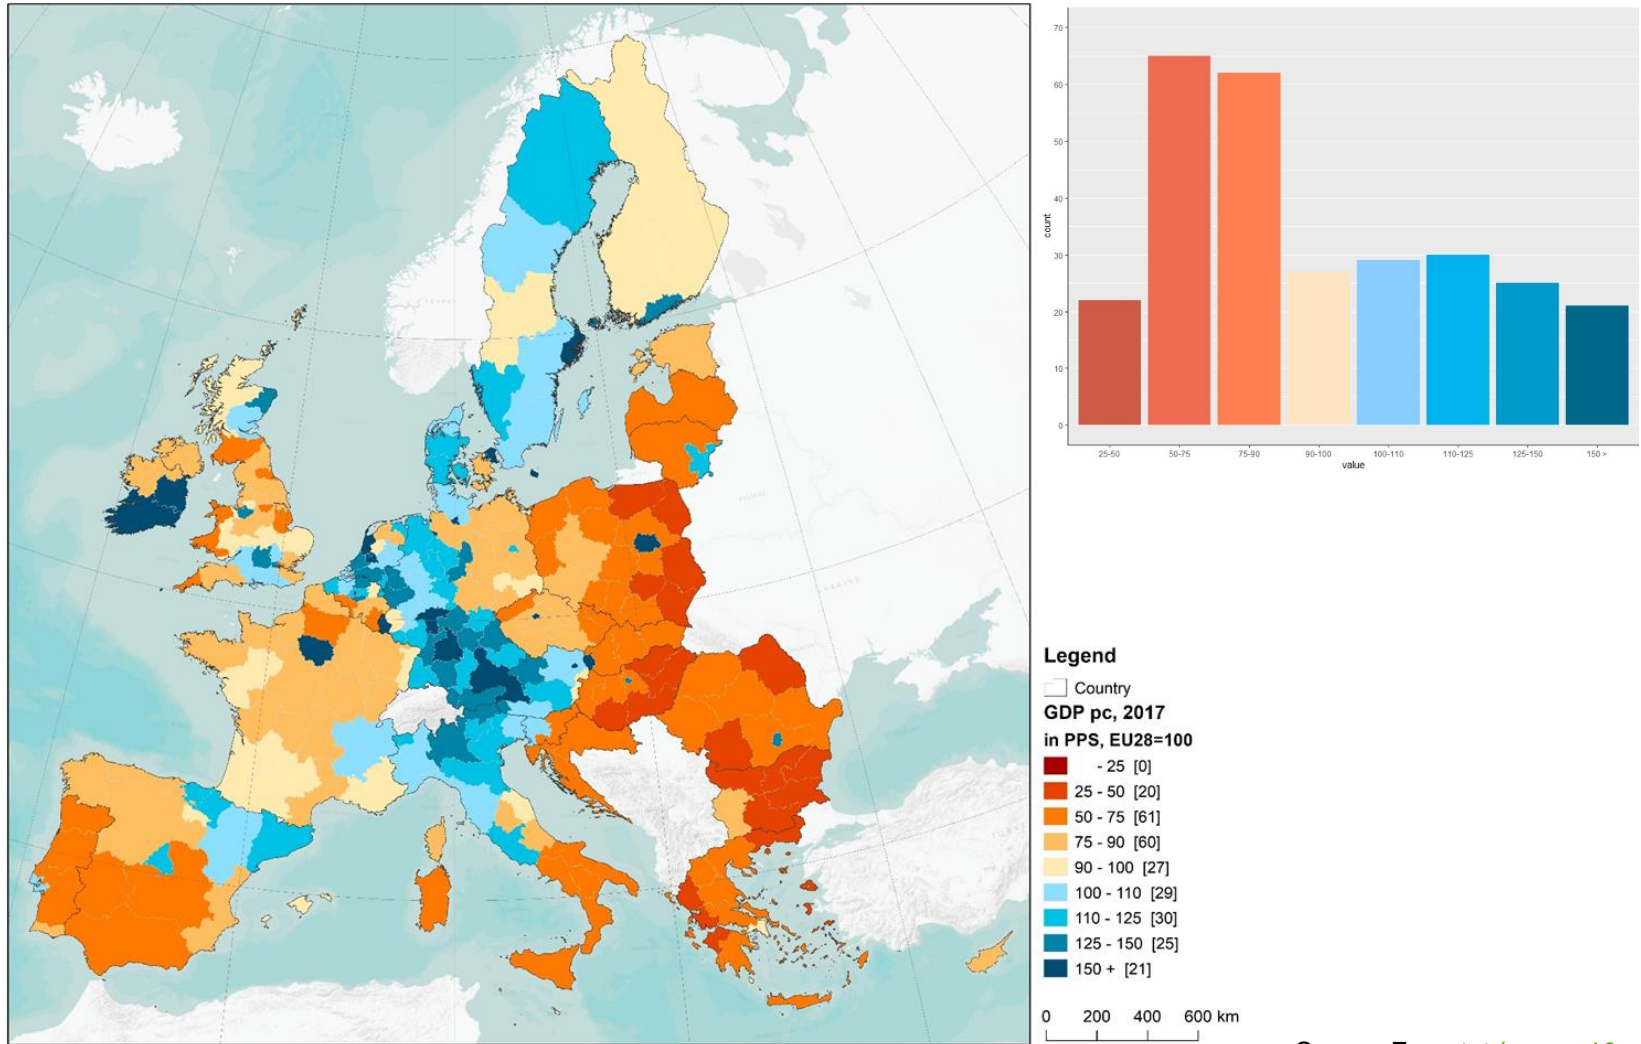 70
60
50
40
30
20
10
0
count
25-50 50-75 75-90 90-100 100-110 110-125 125-150 150 >
value
Legend
Country
GDP pc, 2017
in PPS, EU28=100
- 25 [0]
25 - 50 [20]
50 - 75 [61]
75 - 90 [60]
90 - 100 [27]
100 - 110 [29]
110 - 125 [30]
125 - 150 [25]
150 + [21]
0 200 400 600 km